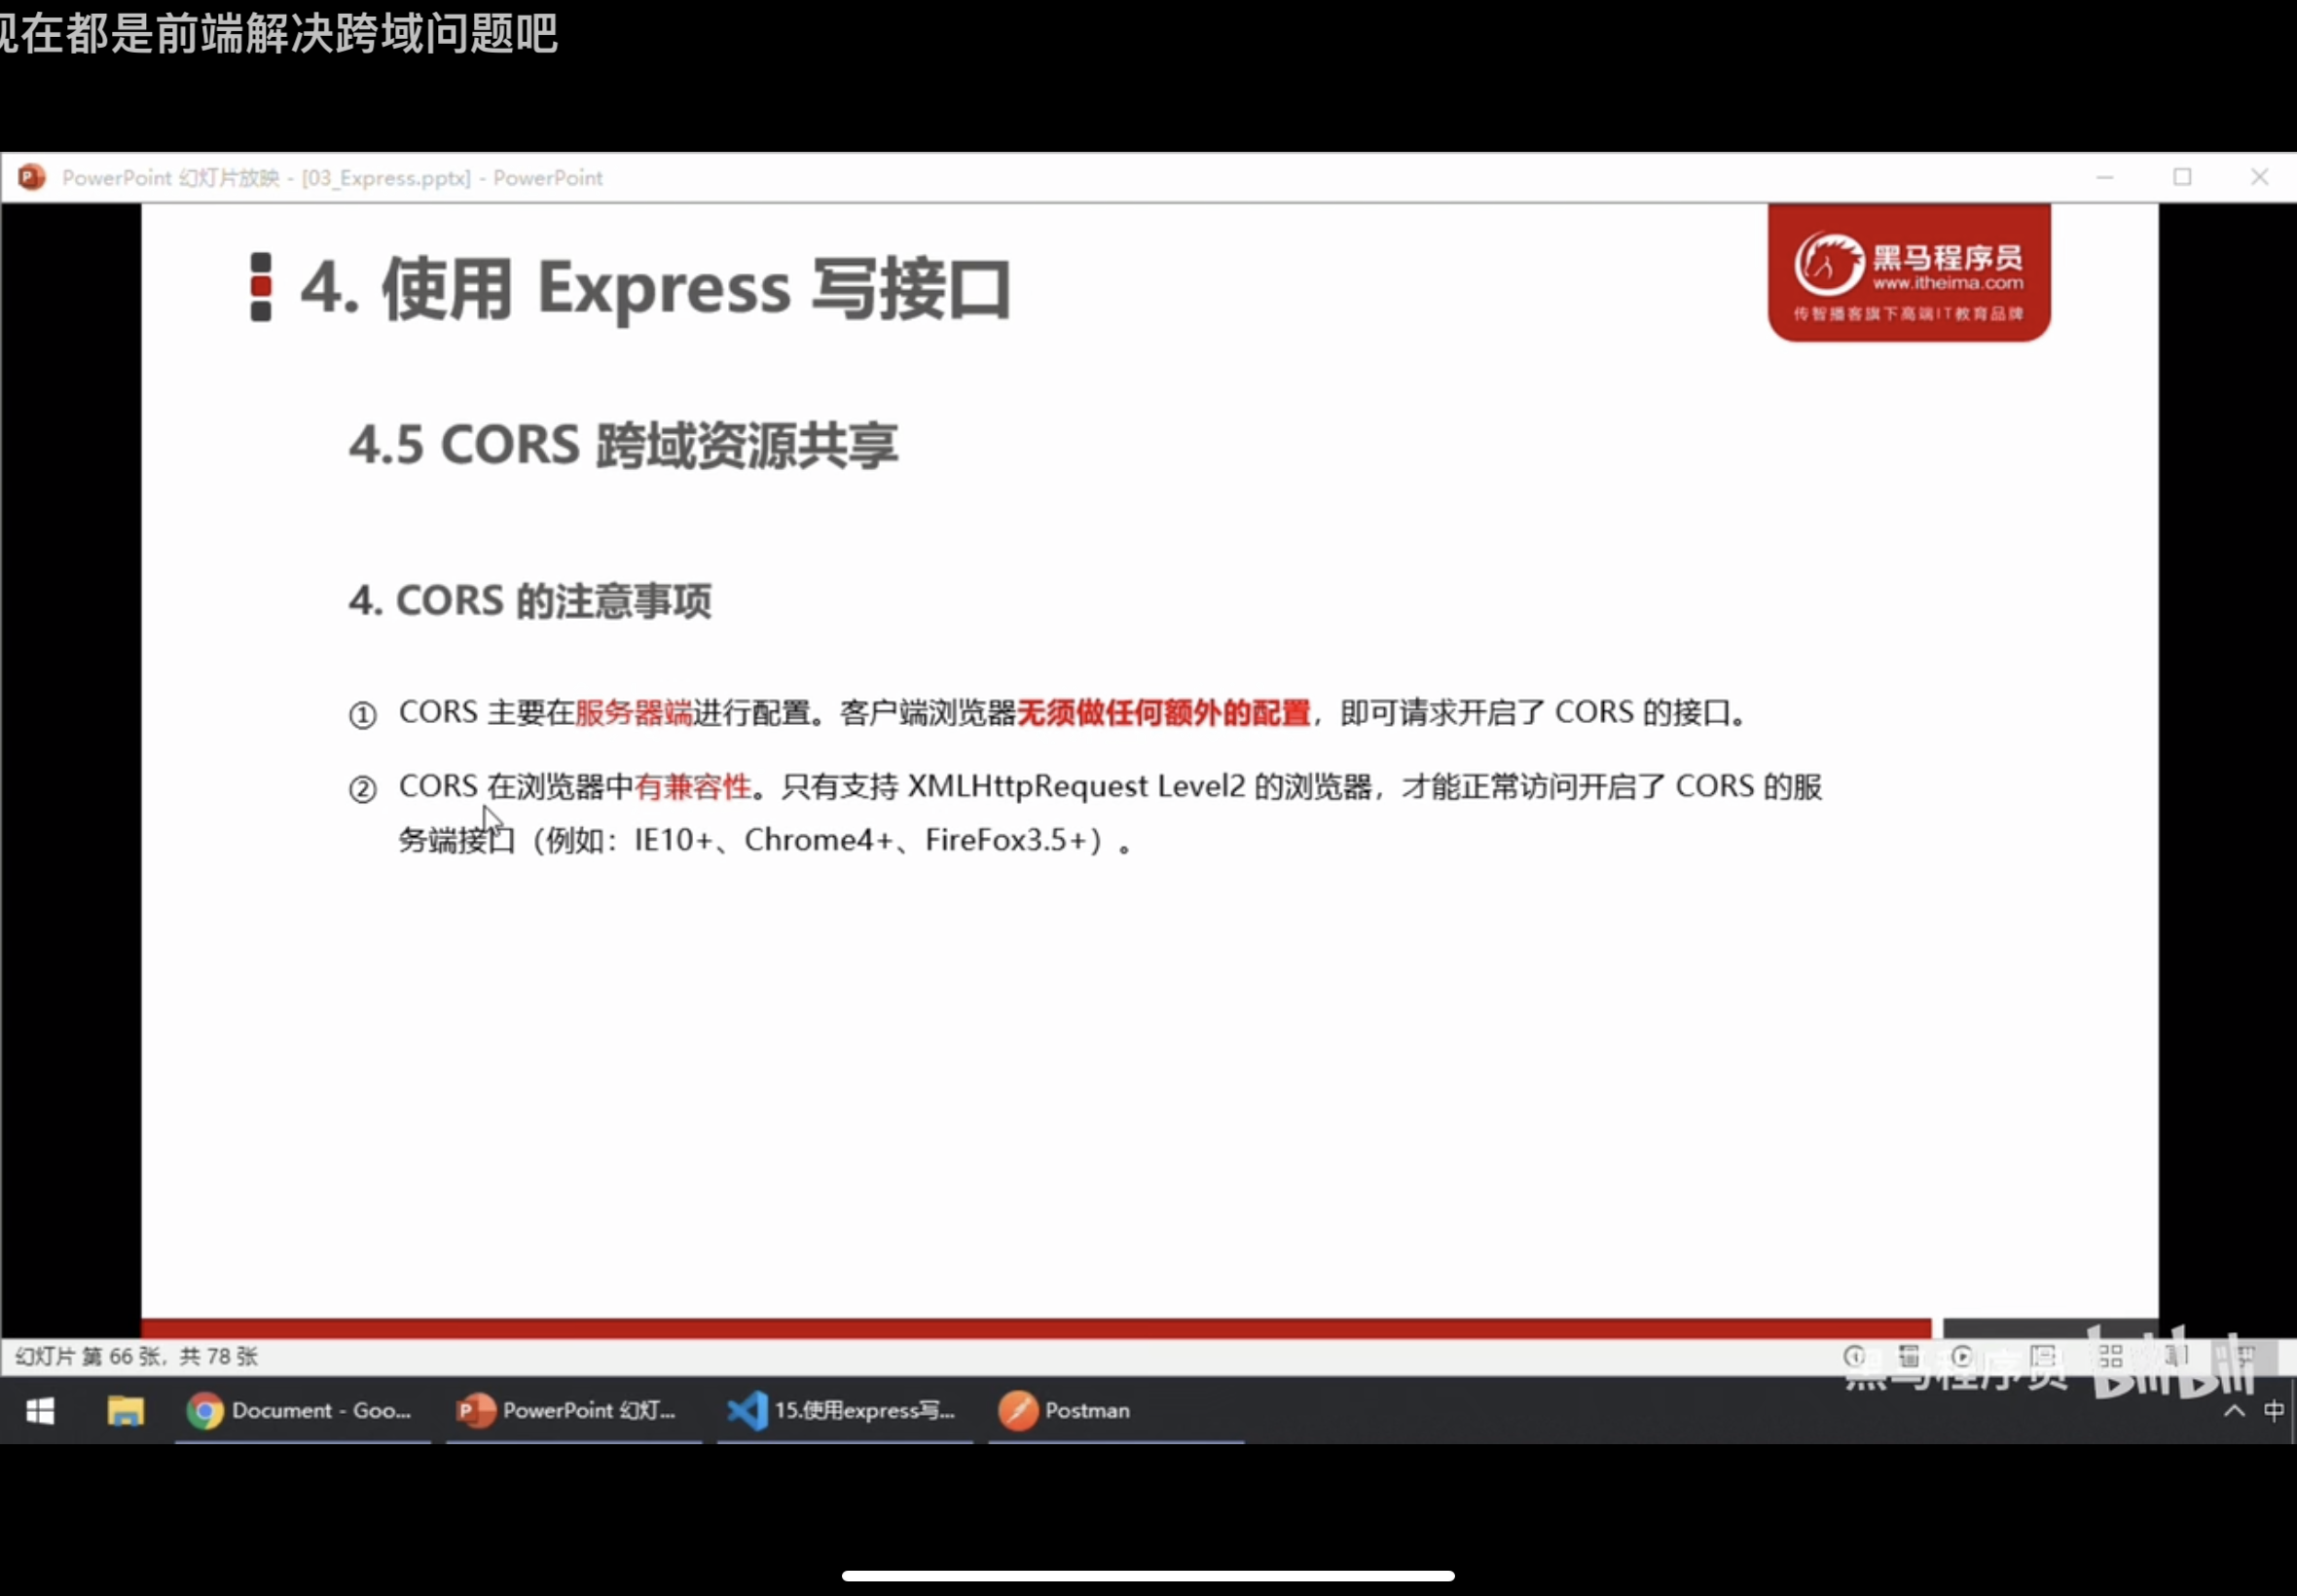 现在都是前端解决跨域问题吧
PowerPoint 幻灯片放映 - [03_Express.pptx] - PowerPoint
黑马程序员
www.itheima.com
传智播客旗下高端IT教育品牌
4. 使用 Express 写接口
4.5 CORS 跨域资源共享
4. CORS 的注意事项
① CORS 主要在服务器端进行配置。客户端浏览器无须做任何额外的配置，即可请求开启了 CORS 的接口。
② CORS 在浏览器中有兼容性。只有支持 XMLHttpRequest Level2 的浏览器，才能正常访问开启了 CORS 的服
务端接口（例如：IE10+、Chrome4+、FireFox3.5+）。
幻灯片 第 66 张，共 78 张
黑马程序员 bilibili
Document - Goo...
PowerPoint 幻灯...
15.使用express写...
Postman
中